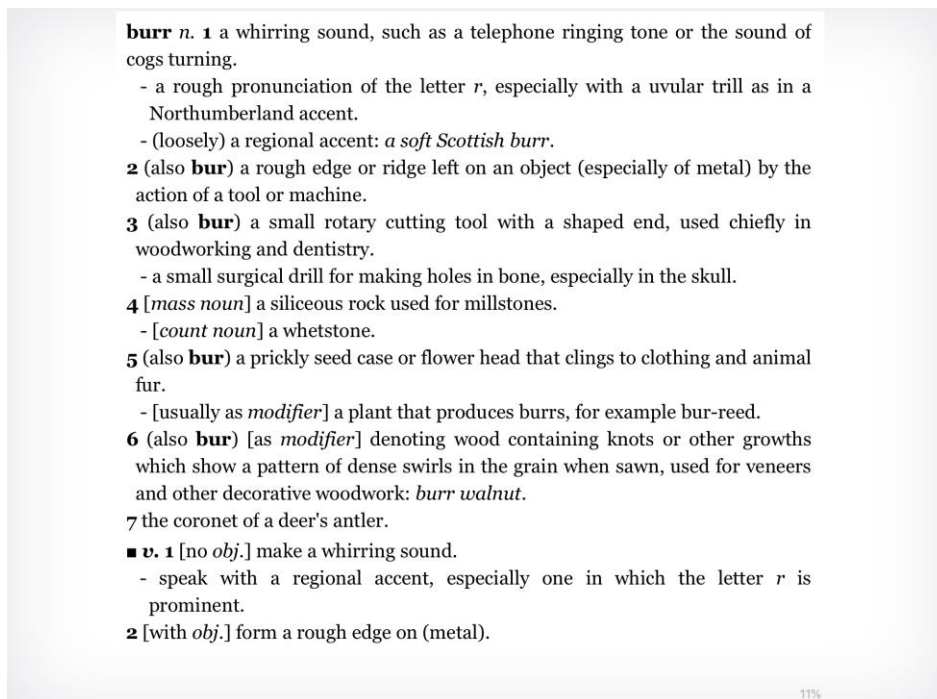 burr n. 1 a whirring sound, such as a telephone ringing tone or the sound of
cogs turning.
- a rough pronunciation of the letter r, especially with a uvular trill as in a
Northumberland accent.
- (loosely) a regional accent: a soft Scottish burr.
2 (also bur) a rough edge or ridge left on an object (especially of metal) by the
action of a tool or machine.
3 (also bur) a small rotary cutting tool with a shaped end, used chiefly in
woodworking and dentistry.
- a small surgical drill for making holes in bone, especially in the skull.
4 [mass noun] a siliceous rock used for millstones.
- [count noun] a whetstone.
5 (also bur) a prickly seed case or flower head that clings to clothing and animal
fur.
- [usually as modifier] a plant that produces burrs, for example bur-reed.
6 (also bur) [as modifier] denoting wood containing knots or other growths
which show a pattern of dense swirls in the grain when sawn, used for veneers
and other decorative woodwork: burr walnut.
7 the coronet of a deer's antler.
■ v. 1 [no obj.] make a whirring sound.
- speak with a regional accent, especially one in which the letter r is
prominent.
2 [with obj.] form a rough edge on (metal).
11%